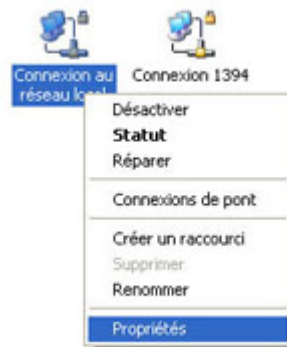 Connexion au
réseau local
Connexion 1394
Désactiver
Statut
Réparer
Connexions de pont
Créer un raccourci
Supprimer
Renommer
Propriétés